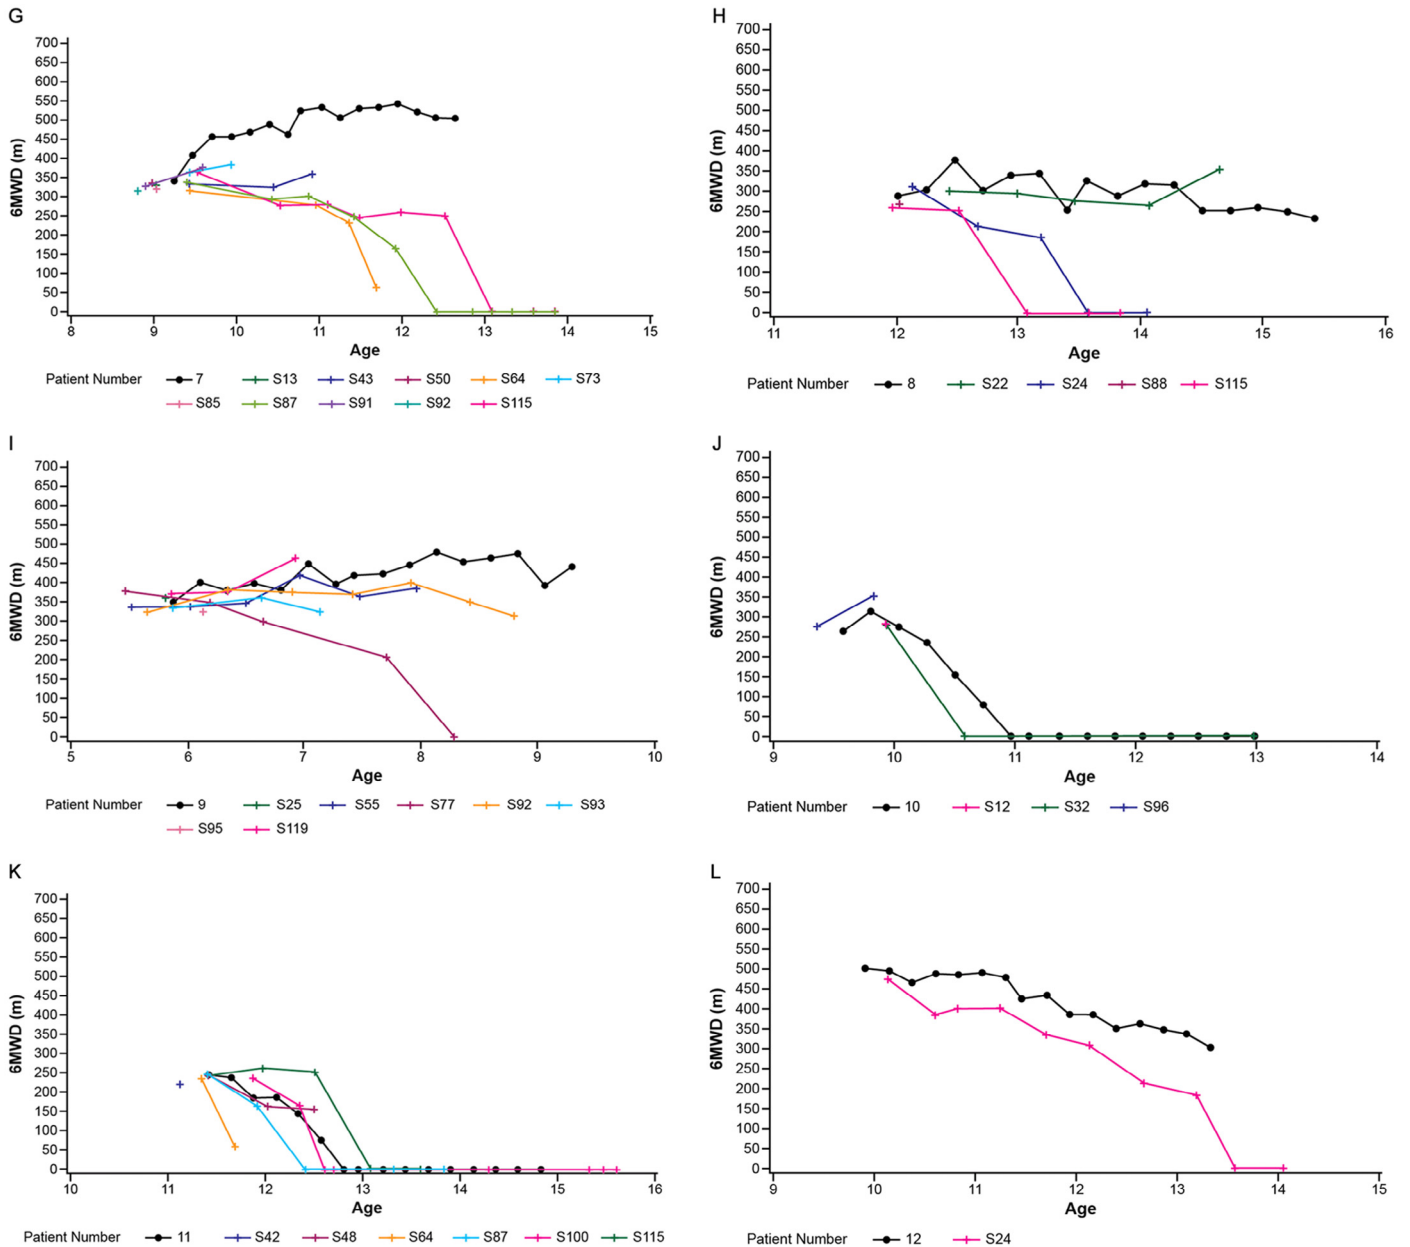 G
700
650
600
550
500
450
400
350
300
250
200
150
100
50
0
6MWD (m)
8 9 10 11 12 13 14 15
Age
Patient Number 7 S13 S43 S50 S64 S73
S85 S87 S91 S92 S115
H
700
650
600
550
500
450
400
350
300
250
200
150
100
50
0
6MWD (m)
11 12 13 14 15 16
Age
Patient Number 8 S22 S24 S88 S115
I
700
650
600
550
500
450
400
350
300
250
200
150
100
50
0
6MWD (m)
5 6 7 8 9 10
Age
Patient Number 9 S25 S55 S77 S92 S93
S95 S119
J
700
650
600
550
500
450
400
350
300
250
200
150
100
50
0
6MWD (m)
9 10 11 12 13 14
Age
Patient Number 10 S12 S32 S96
K
700
650
600
550
500
450
400
350
300
250
200
150
100
50
0
6MWD (m)
10 11 12 13 14 15 16
Age
Patient Number 11 S42 S48 S64 S87 S100 S115
L
700
650
600
550
500
450
400
350
300
250
200
150
100
50
0
6MWD (m)
9 10 11 12 13 14 15
Age
Patient Number 12 S24